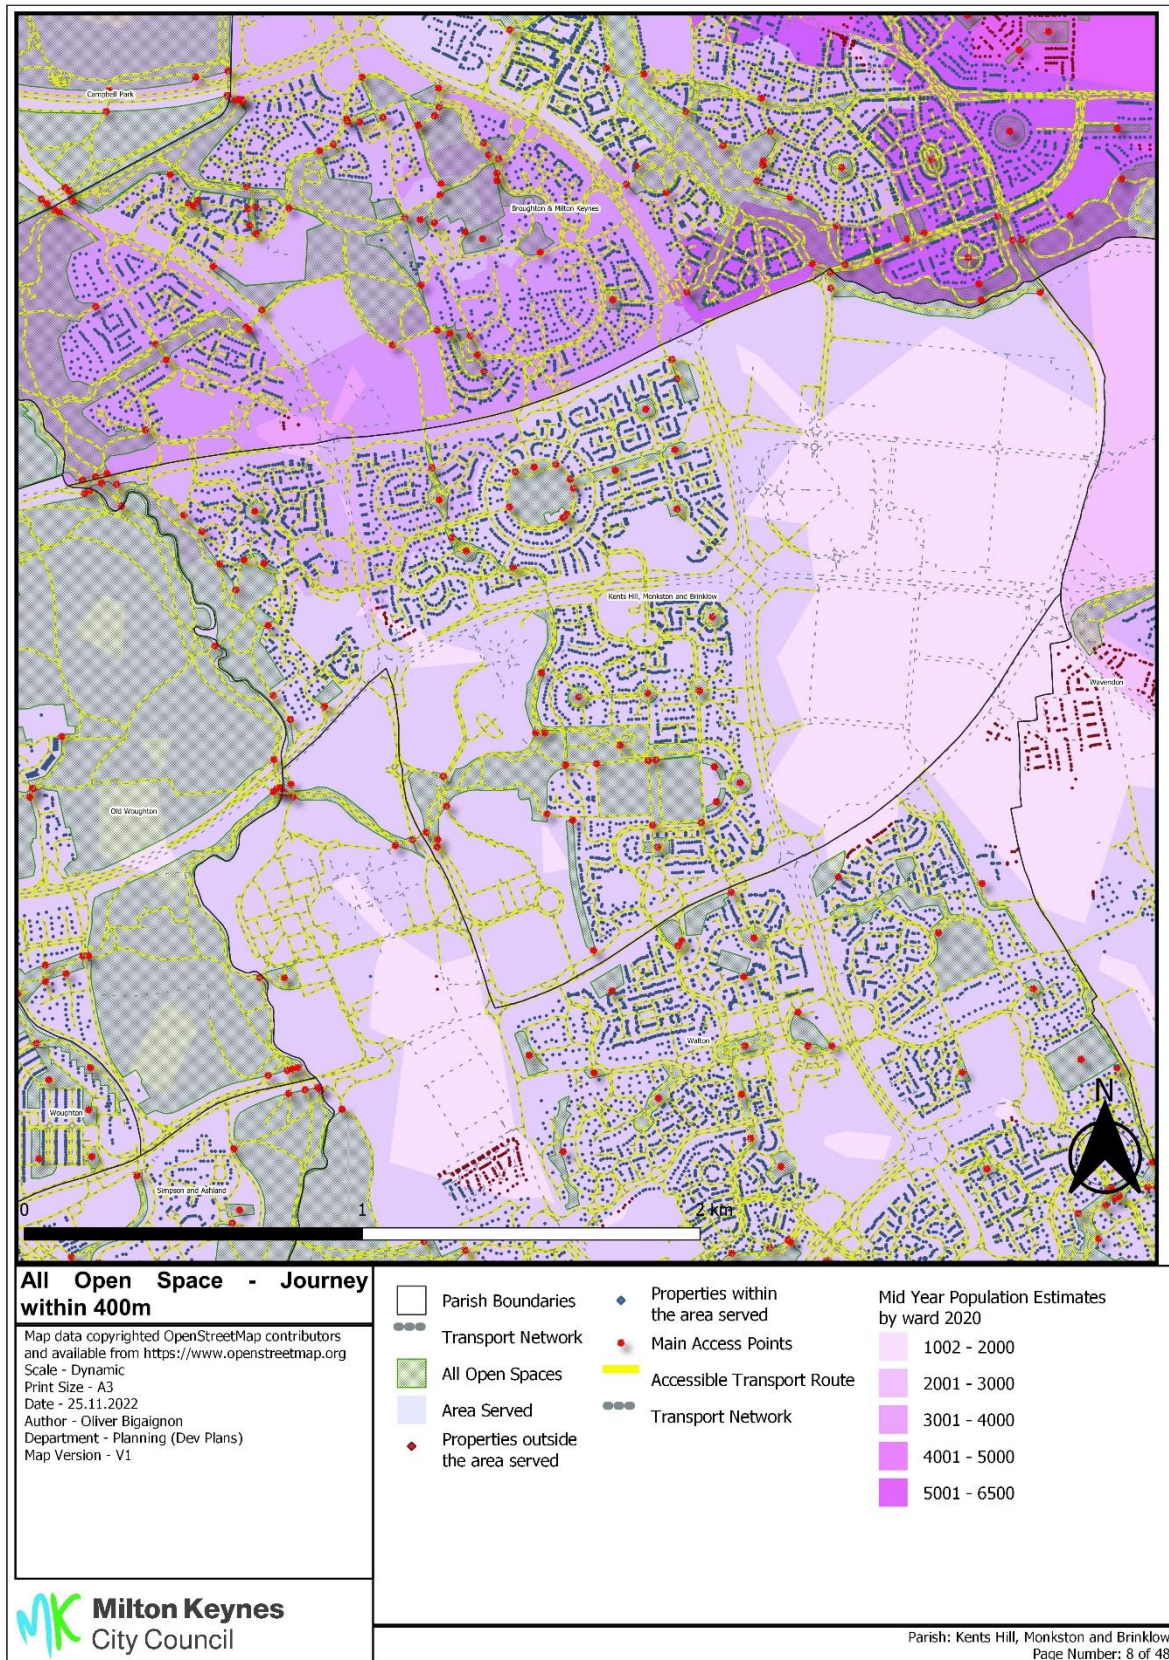 Campbell Park
Broughton & Milton Keynes
Kents Hill, Monkston and Brinklow
Wavendon
Old Woughton
Walton
Woughton
Simpson and Ashland
N
0
1
2 km
All Open Space - Journey
within 400m
Map data copyrighted OpenStreetMap contributors
and available from https://www.openstreetmap.org
Scale - Dynamic
Print Size - A3
Date - 25.11.2022
Author - Oliver Bigaignon
Department - Planning (Dev Plans)
Map Version - V1
MK
Milton Keynes
City Council
Parish Boundaries
Transport Network
All Open Spaces
Area Served
Properties outside
the area served
Properties within
the area served
Main Access Points
Accessible Transport Route
Transport Network
Mid Year Population Estimates
by ward 2020
1002 - 2000
2001 - 3000
3001 - 4000
4001 - 5000
5001 - 6500
Parish: Kents Hill, Monkston and Brinklow
Page Number: 8 of 48